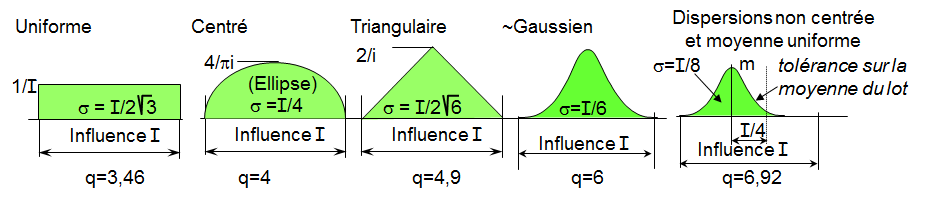 Uniforme
1/I
σ = I/2√3
Influence I
q=3,46
Centré
4/πi
(Ellipse)
σ =I/4
Influence I
q=4
Triangulaire
2/i
σ = I/2√6
Influence I
q=4,9
~Gaussien
σ=I/6
Influence I
q=6
Dispersions non centrée
et moyenne uniforme
σ=I/8
m
tolérance sur la
moyenne du lot
I/4
Influence I
q=6,92